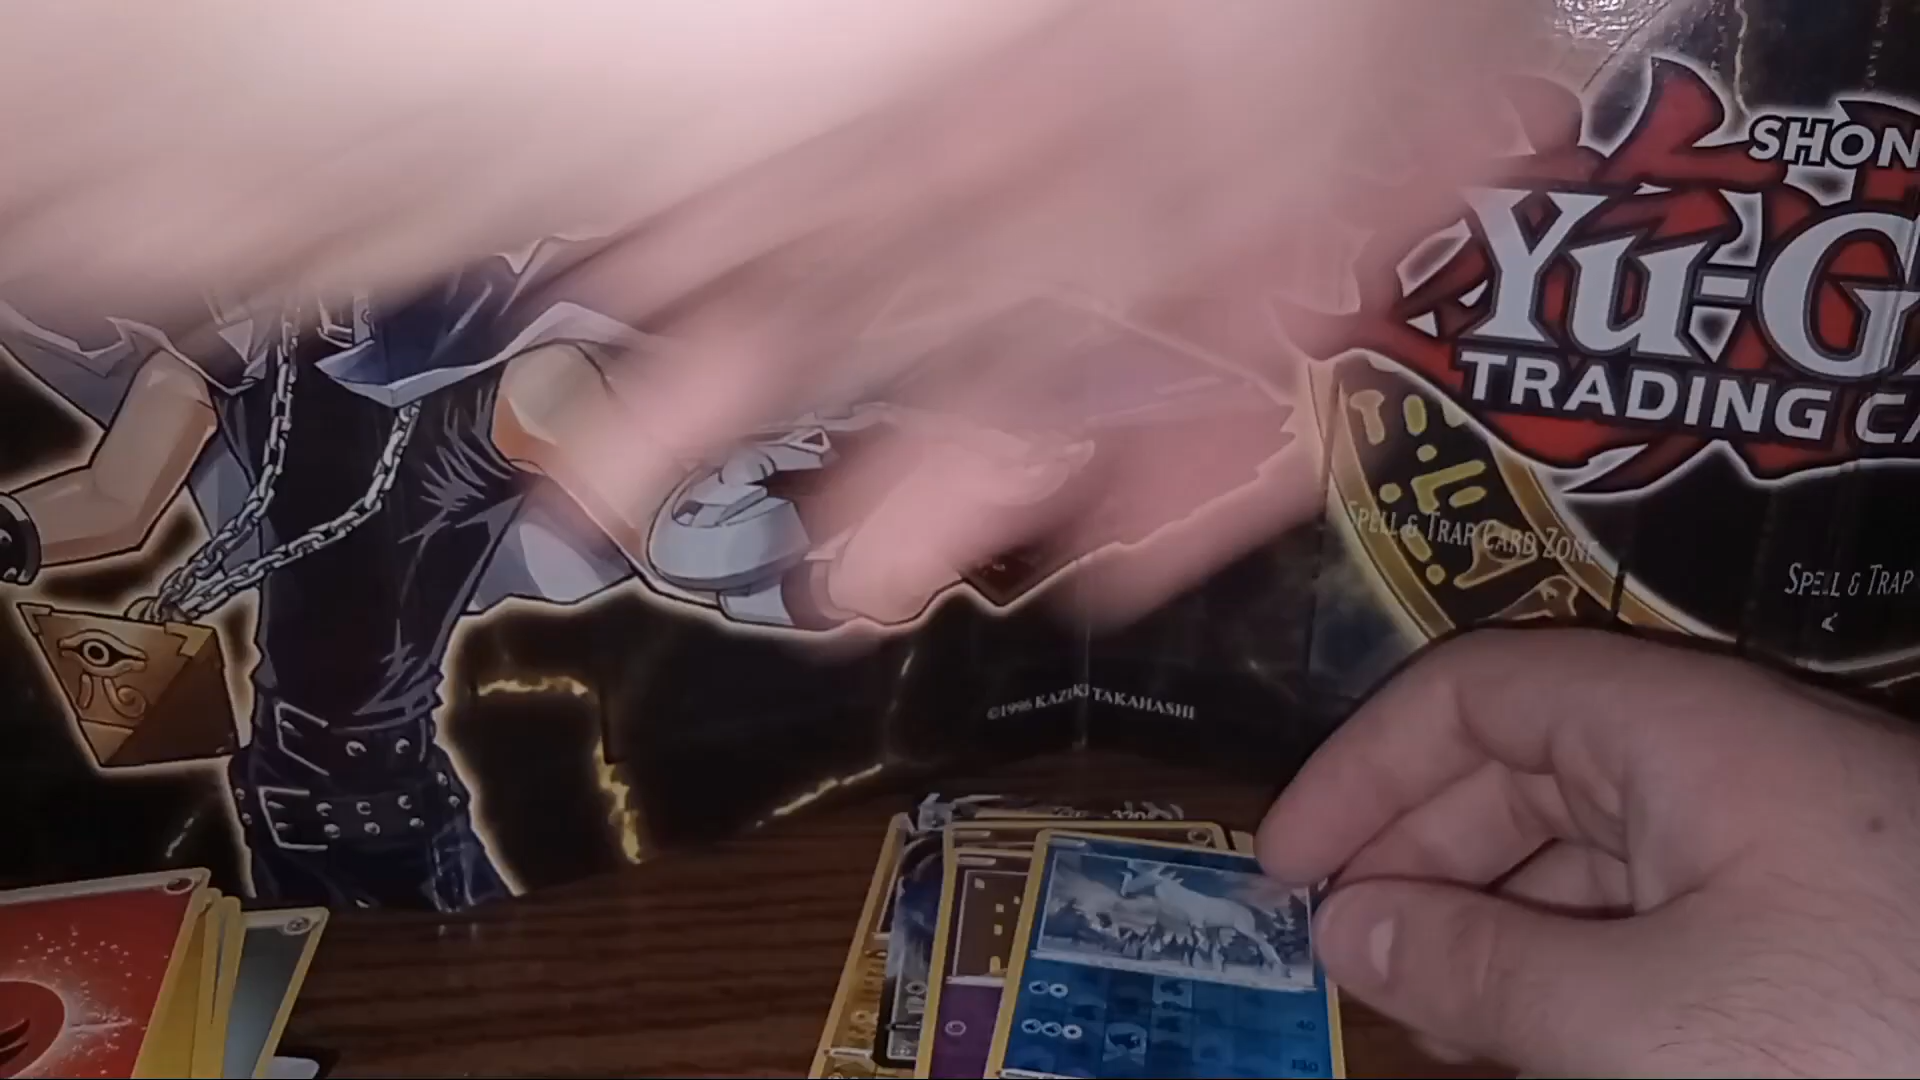 SHON
YU-G
TRADING CA
SPELL & TRAP CARD ZONE
SPELL & TRAP
©1996 KAZUKI TAKAHASHI
40
130